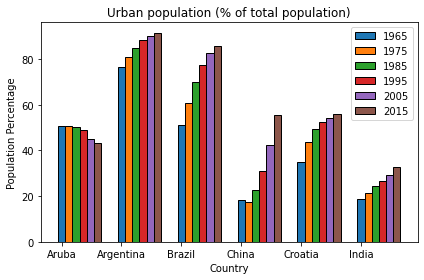 Urban population (% of total population)
Population Percentage
80
60
40
20
0
1965
1975
1985
1995
2005
2015
Aruba Argentina Brazil China Croatia India
Country